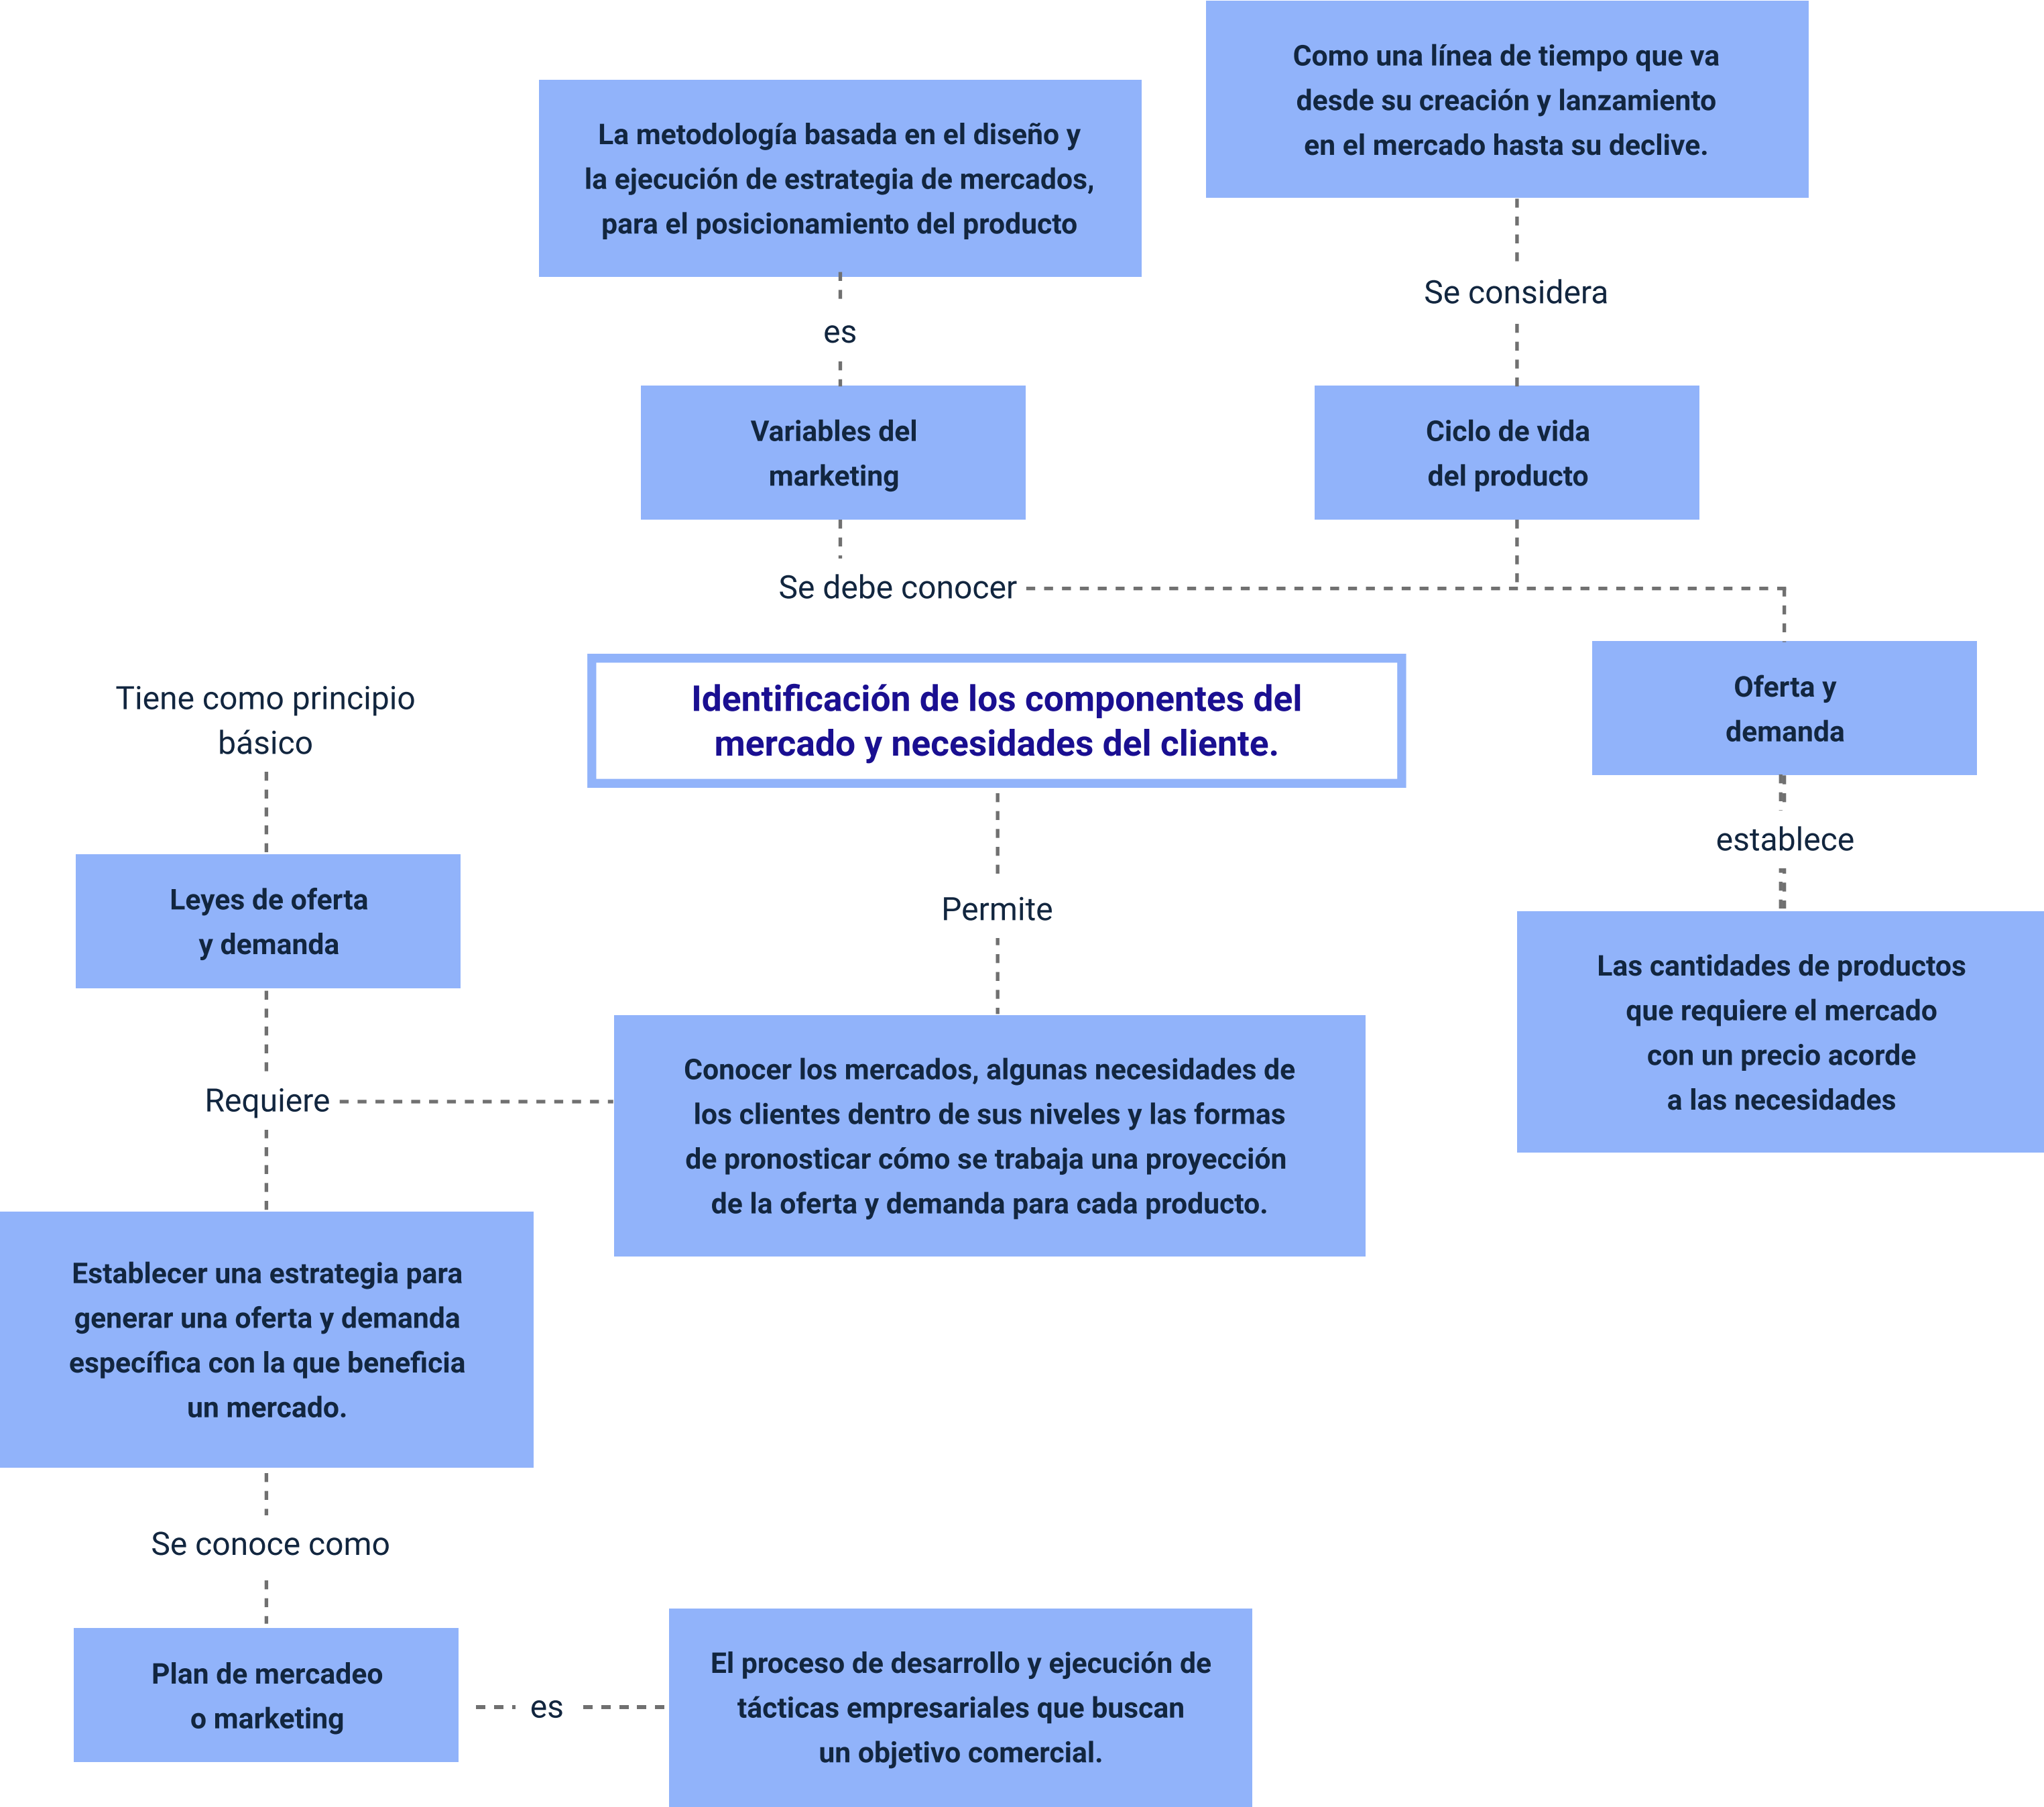 Como una línea de tiempo que va
desde su creación y lanzamiento
en el mercado hasta su declive.
La metodología basada en el diseño y
la ejecución de estrategia de mercados,
para el posicionamiento del producto
Se considera
es
Variables del
marketing
Ciclo de vida
del producto
Se debe conocer
Identificación de los componentes del
mercado y necesidades del cliente.
Oferta y
demanda
Tiene como principio
básico
establece
Leyes de oferta
y demanda
Permite
Las cantidades de productos
que requiere el mercado
con un precio acorde
a las necesidades
Requiere
Conocer los mercados, algunas necesidades de
los clientes dentro de sus niveles y las formas
de pronosticar cómo se trabaja una proyección
de la oferta y demanda para cada producto.
Establecer una estrategia para
generar una oferta y demanda
específica con la que beneficia
un mercado.
Se conoce como
Plan de mercadeo
o marketing
es
El proceso de desarrollo y ejecución de
tácticas empresariales que buscan
un objetivo comercial.